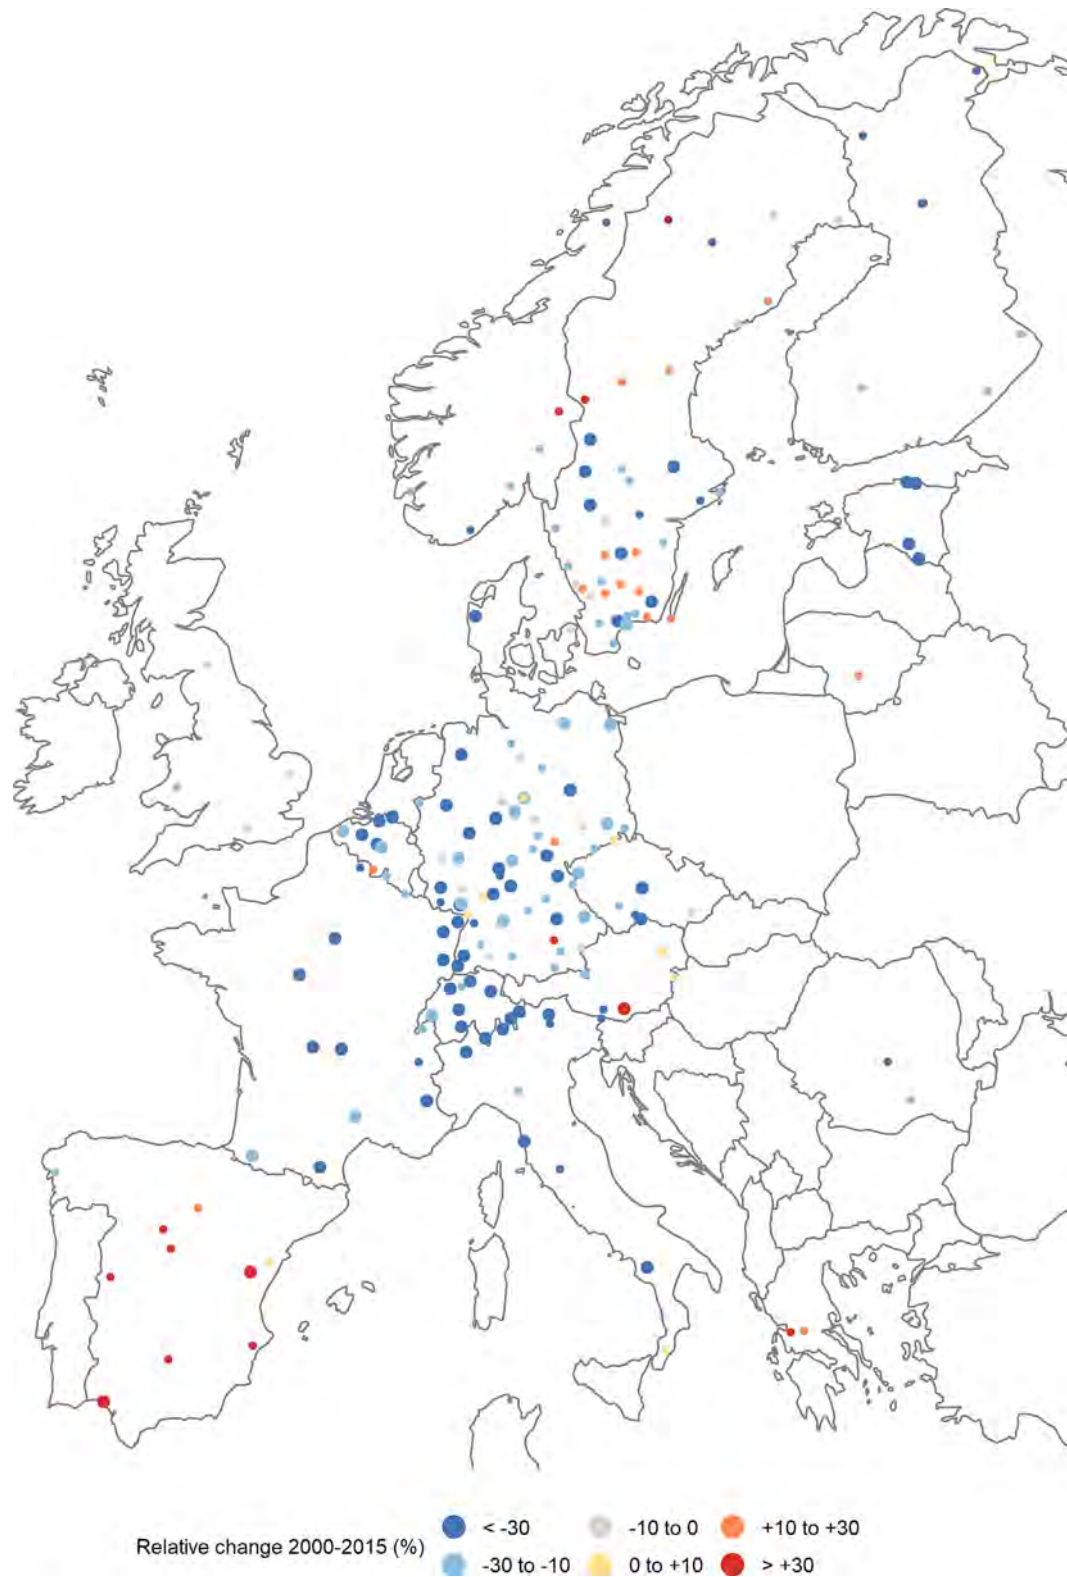 Relative change 2000-2015 (%)
< -30
-10 to 0
+10 to +30
-30 to -10
0 to +10
> +30